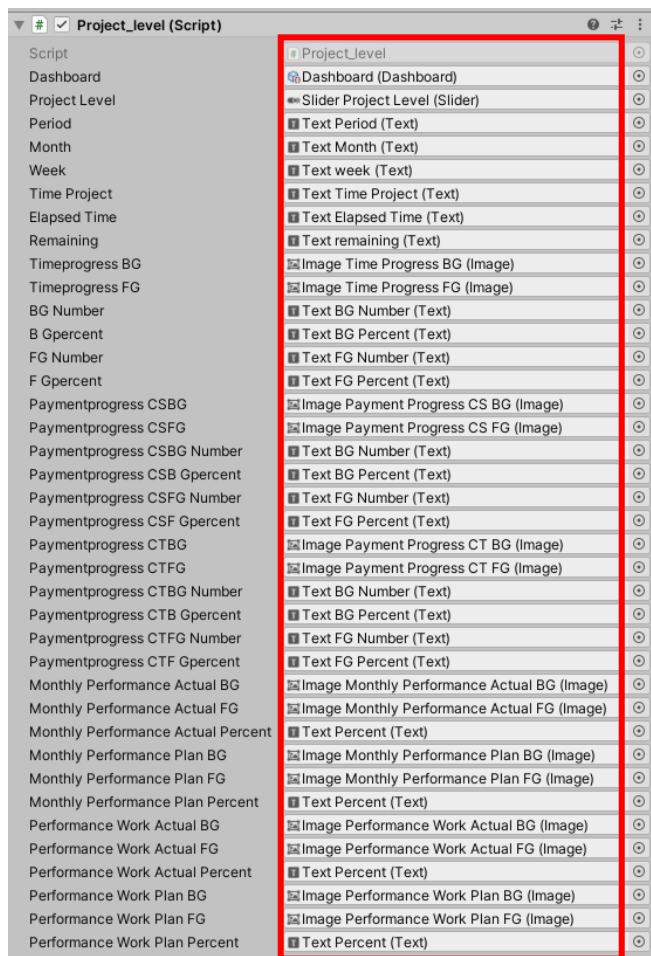 Project_level (Script)
Script Project_level
Dashboard Dashboard (Dashboard)
Project Level Slider Project Level (Slider)
Period Text Period (Text)
Month Text Month (Text)
Week Text week (Text)
Time Project Text Time Project (Text)
Elapsed Time Text Elapsed Time (Text)
Remaining Text remaining (Text)
Timeprogress BG Image Time Progress BG (Image)
Timeprogress FG Image Time Progress FG (Image)
BG Number Text BG Number (Text)
B Gpercent Text BG Percent (Text)
FG Number Text FG Number (Text)
F Gpercent Text FG Percent (Text)
Paymentprogress CSBG Image Payment Progress CS BG (Image)
Paymentprogress CSFG Image Payment Progress CS FG (Image)
Paymentprogress CSBG Number Text BG Number (Text)
Paymentprogress CSB Gpercent Text BG Percent (Text)
Paymentprogress CSFG Number Text FG Number (Text)
Paymentprogress CSF Gpercent Text FG Percent (Text)
Paymentprogress CTBG Image Payment Progress CT BG (Image)
Paymentprogress CTFG Image Payment Progress CT FG (Image)
Paymentprogress CTBG Number Text BG Number (Text)
Paymentprogress CTB Gpercent Text BG Percent (Text)
Paymentprogress CTFG Number Text FG Number (Text)
Paymentprogress CTF Gpercent Text FG Percent (Text)
Monthly Performance Actual BG Image Monthly Performance Actual BG (Image)
Monthly Performance Actual FG Image Monthly Performance Actual FG (Image)
Monthly Performance Actual Percent Text Percent (Text)
Monthly Performance Plan BG Image Monthly Performance Plan BG (Image)
Monthly Performance Plan FG Image Monthly Performance Plan FG (Image)
Monthly Performance Plan Percent Text Percent (Text)
Performance Work Actual BG Image Performance Work Actual BG (Image)
Performance Work Actual FG Image Performance Work Actual FG (Image)
Performance Work Actual Percent Text Percent (Text)
Performance Work Plan BG Image Performance Work Plan BG (Image)
Performance Work Plan FG Image Performance Work Plan FG (Image)
Performance Work Plan Percent Text Percent (Text)